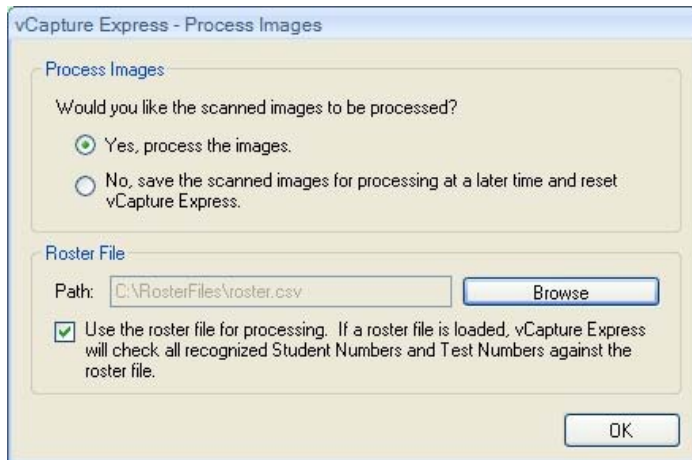 vCapture Express - Process Images
Process Images
Would you like the scanned images to be processed?
Yes, process the images.
No, save the scanned images for processing at a later time and reset
vCapture Express.
Roster File
Path: C:\RosterFiles\roster.csv Browse
Use the roster file for processing. If a roster file is loaded, vCapture Express
will check all recognized Student Numbers and Test Numbers against the
roster file.
OK